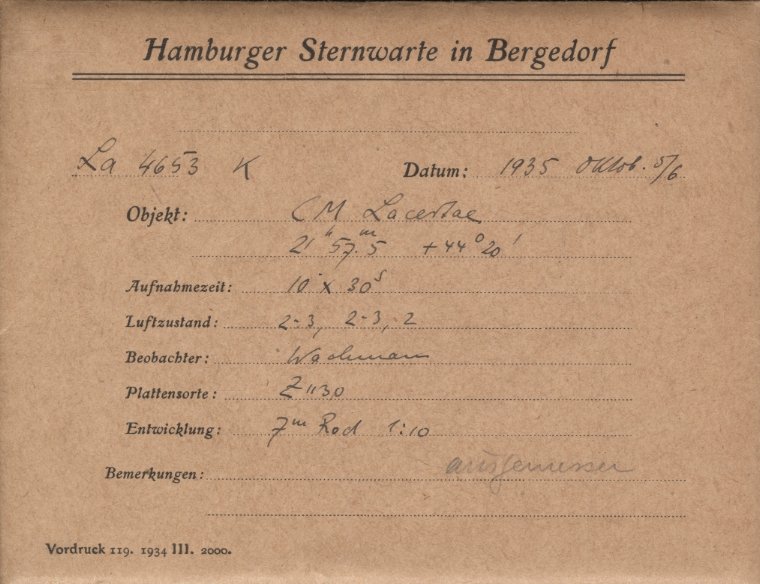 Hamburger Sternwarte in Bergedorf
La 4653 K Datum: 1935 Oktob. 5/6
Objekt: CM Lacertae
21ʰ 57ᵐ.5 +44° 20'
Aufnahmezeit: 10 x 30ˢ
Luftzustand: 2-3, 2-3, 2
Beobachter: Wachmann
Plattensorte: Zu30
Entwicklung: 7ᵐ Rod 1:10
Bemerkungen: ausgemessen
Vordruck 119. 1934 III. 2000.